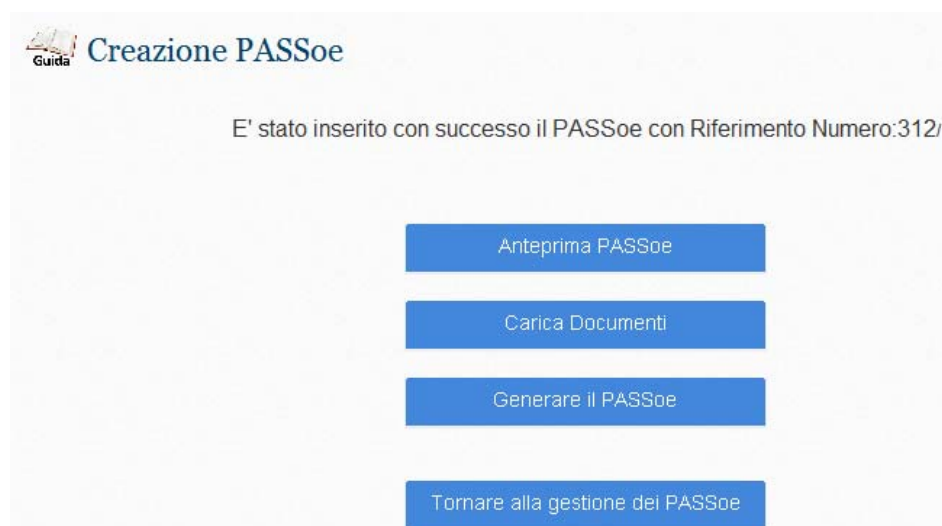 Guida
Creazione PASSoe
E' stato inserito con successo il PASSoe con Riferimento Numero:312/
Anteprima PASSoe
Carica Documenti
Generare il PASSoe
Tornare alla gestione dei PASSoe